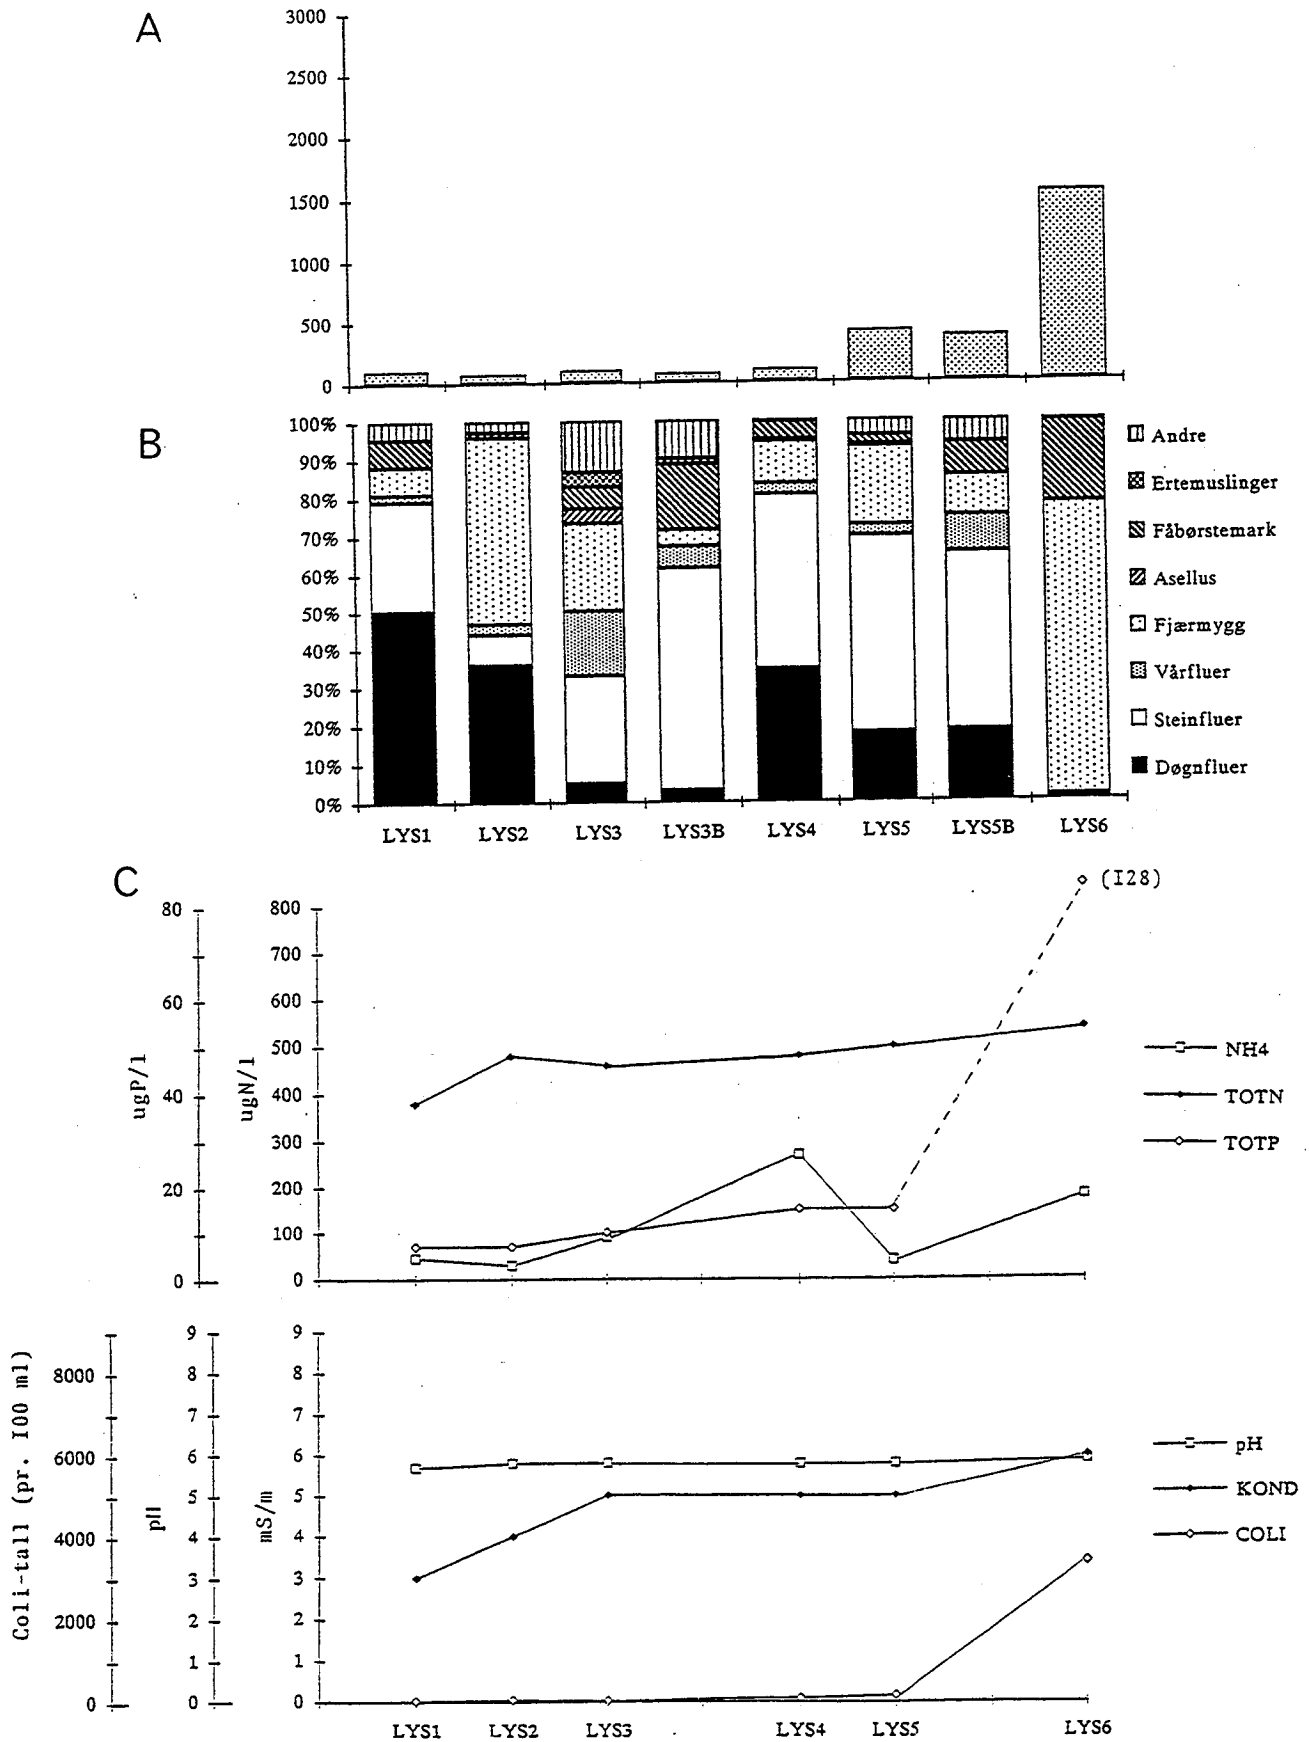 A
3000
2500
2000
1500
1000
500
0
B
100%
90%
80%
70%
60%
50%
40%
30%
20%
10%
0%
Andre
Ertemuslinger
Fåbørstemark
Asellus
Fjærmygg
Vårfluer
Steinfluer
Døgnfluer
LYS1 LYS2 LYS3 LYS3B LYS4 LYS5 LYS5B LYS6
C
80
60
40
20
0
ugP/l
800
700
600
500
400
300
200
100
0
ugN/l
(I28)
NH4
TOTN
TOTP
Coli-tall (pr. I00 ml)
8000
6000
4000
2000
0
pH
9
8
7
6
5
4
3
2
1
0
mS/m
9
8
7
6
5
4
3
2
1
0
pH
KOND
COLI
LYS1 LYS2 LYS3 LYS4 LYS5 LYS6